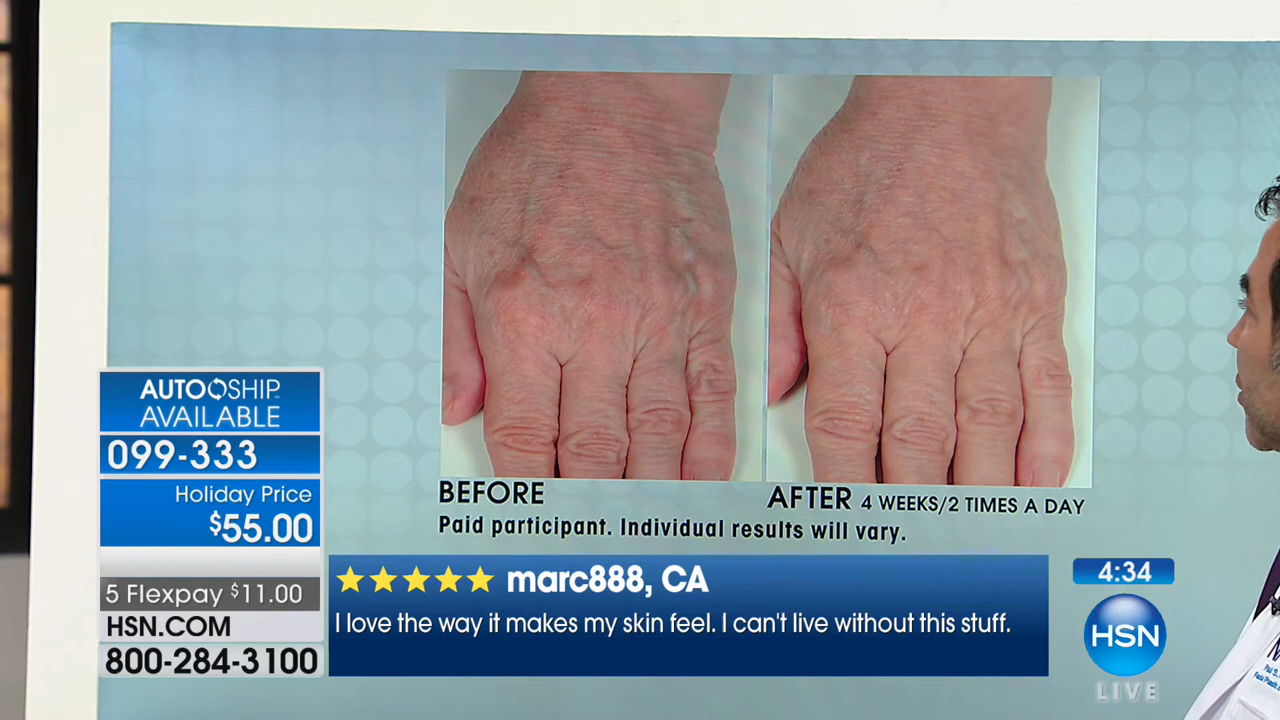 BEFORE
AFTER 4 WEEKS/2 TIMES A DAY
Paid participant. Individual results will vary.
AUTOSHIP
AVAILABLE
099-333
Holiday Price
$55.00
5 Flexpay $11.00
HSN.COM
800-284-3100
marc888, CA
I love the way it makes my skin feel. I can't live without this stuff.
4:34
HSN
LIVE